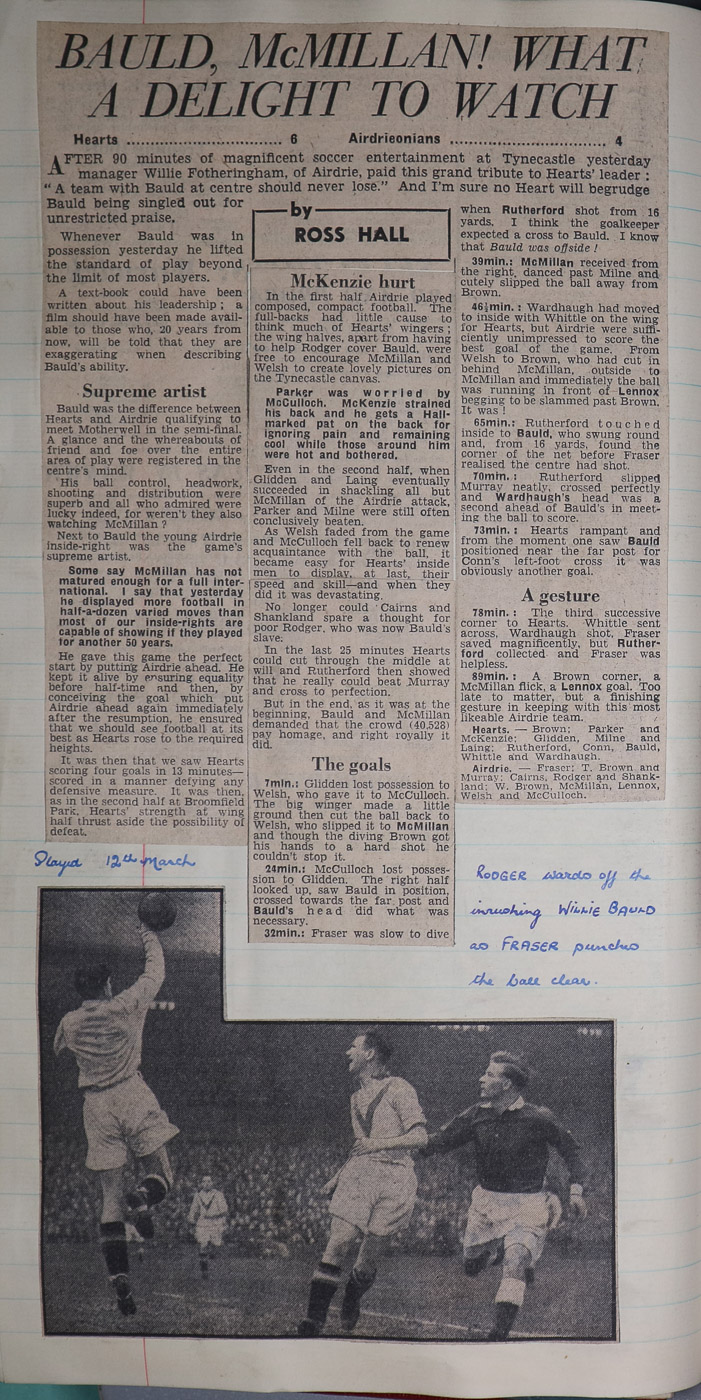 BAULD, McMILLAN! WHAT
A DELIGHT TO WATCH
Hearts .............................. 6 Airdrieonians .............................. 4
AFTER 90 minutes of magnificent soccer entertainment at Tynecastle yesterday
manager Willie Fotheringham, of Airdrie, paid this grand tribute to Hearts' leader :
“ A team with Bauld at centre should never lose.” And I'm sure no Heart will begrudge
Bauld being singled out for
unrestricted praise.
Whenever Bauld was in
possession yesterday he lifted
the standard of play beyond
the limit of most players.
A text-book could have been
written about his leadership ; a
film should have been made avail-
able to those who, 20 years from
now, will be told that they are
exaggerating when describing
Bauld's ability.
Supreme artist
Bauld was the difference between
Hearts and Airdrie qualifying to
meet Motherwell in the semi-final.
A glance and the whereabouts of
friend and foe over the entire
area of play were registered in the
centre's mind.
His ball control, headwork,
shooting and distribution were
superb and all who admired were
lucky indeed, for weren't they also
watching McMillan ?
Next to Bauld the young Airdrie
inside-right was the game's
supreme artist.
Some say McMillan has not
matured enough for a full inter-
national. I say that yesterday
he displayed more football in
half-a-dozen varied moves than
most of our inside-rights are
capable of showing if they played
for another 50 years.
He gave this game the perfect
start by putting Airdrie ahead. He
kept it alive by ensuring equality
before half-time and then, by
conceiving the goal which put
Airdrie ahead again immediately
after the resumption, he ensured
that we should see football at its
best as Hearts rose to the required
heights.
It was then that we saw Hearts
scoring four goals in 13 minutes—
scored in a manner defying any
defensive measure. It was then,
as in the second half at Broomfield
Park, Hearts' strength at wing
half thrust aside the possibility of
defeat.
by
ROSS HALL
McKenzie hurt
In the first half Airdrie played
composed, compact football. The
full-backs had little cause to
think much of Hearts' wingers ;
the wing halves, apart from having
to help Rodger cover Bauld, were
free to encourage McMillan and
Welsh to create lovely pictures on
the Tynecastle canvas.
Parker was worried by
McCulloch. McKenzie strained
his back and he gets a Hall-
marked pat on the back for
ignoring pain and remaining
cool while those around him
were hot and bothered.
Even in the second half, when
Glidden and Laing eventually
succeeded in shackling all but
McMillan of the Airdrie attack,
Parker and Milne were still often
conclusively beaten.
As Welsh faded from the game
and McCulloch fell back to renew
acquaintance with the ball, it
became easy for Hearts' inside
men to display, at last, their
speed and skill—and when they
did it was devastating.
No longer could Cairns and
Shankland spare a thought for
poor Rodger, who was now Bauld's
slave.
In the last 25 minutes Hearts
could cut through the middle at
will and Rutherford then showed
that he really could beat Murray
and cross to perfection.
But in the end, as it was at the
beginning, Bauld and McMillan
demanded that the crowd (40,528)
pay homage, and right royally it
did.
The goals
7min.: Glidden lost possession to
Welsh, who gave it to McCulloch.
The big winger made a little
ground then cut the ball back to
Welsh, who slipped it to McMillan
and though the diving Brown got
his hands to a hard shot he
couldn't stop it.
24min.: McCulloch lost posses-
sion to Glidden. The right half
looked up, saw Bauld in position,
crossed towards the far post and
Bauld's head did what was
necessary.
32min.: Fraser was slow to dive
when Rutherford shot from 16
yards. I think the goalkeeper
expected a cross to Bauld. I know
that Bauld was offside !
39min.: McMillan received from
the right, danced past Milne and
cutely slipped the ball away from
Brown.
46½min.: Wardhaugh had moved
to inside with Whittle on the wing
for Hearts, but Airdrie were suffi-
ciently unimpressed to score the
best goal of the game. From
Welsh to Brown, who had cut in
behind McMillan, outside to
McMillan and immediately the ball
was running in front of Lennox
begging to be slammed past Brown.
It was !
65min.: Rutherford touched
inside to Bauld, who swung round
and, from 16 yards, found the
corner of the net before Fraser
realised the centre had shot.
70min.: Rutherford slipped
Murray neatly, crossed perfectly
and Wardhaugh's head was a
second ahead of Bauld's in meet-
ing the ball to score.
73min.: Hearts rampant and
from the moment one saw Bauld
positioned near the far post for
Conn's left-foot cross it was
obviously another goal.
A gesture
78min.: The third successive
corner to Hearts. Whittle sent
across, Wardhaugh shot, Fraser
saved magnificently, but Ruther-
ford collected and Fraser was
helpless.
89min.: A Brown corner, a
McMillan flick, a Lennox goal. Too
late to matter, but a finishing
gesture in keeping with this most
likeable Airdrie team.
Hearts. — Brown; Parker and
McKenzie; Glidden, Milne and
Laing; Rutherford, Conn, Bauld,
Whittle and Wardhaugh.
Airdrie. — Fraser; T. Brown and
Murray; Cairns, Rodger and Shank-
land; W. Brown, McMillan, Lennox,
Welsh and McCulloch.
Played 12th March
RODGER wards off the
inrushing WILLIE BAULD
as FRASER punches
the ball clear.